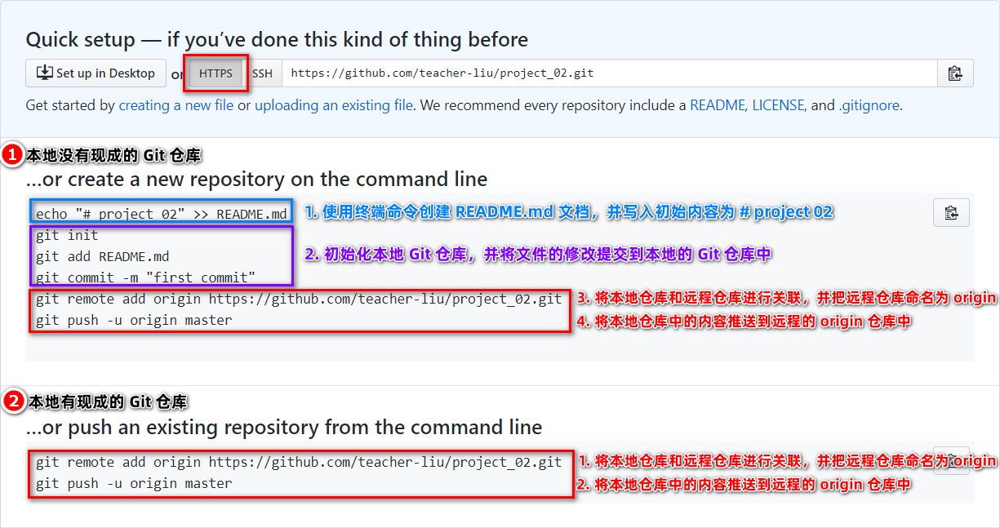 Quick setup — if you’ve done this kind of thing before
Set up in Desktop or HTTPS SSH https://github.com/teacher-liu/project_02.git
Get started by creating a new file or uploading an existing file. We recommend every repository include a README, LICENSE, and .gitignore.
1 本地没有现成的 Git 仓库
…or create a new repository on the command line
echo "# project_02" >> README.md 1. 使用终端命令创建 README.md 文档，并写入初始内容为 # project 02
git init
git add README.md 2. 初始化本地 Git 仓库，并将文件的修改提交到本地的 Git 仓库中
git commit -m "first commit"
git remote add origin https://github.com/teacher-liu/project_02.git 3. 将本地仓库和远程仓库进行关联，并把远程仓库命名为 origin
git push -u origin master 4. 将本地仓库中的内容推送到远程的 origin 仓库中
2 本地有现成的 Git 仓库
…or push an existing repository from the command line
git remote add origin https://github.com/teacher-liu/project_02.git 1. 将本地仓库和远程仓库进行关联，并把远程仓库命名为 origin
git push -u origin master 2. 将本地仓库中的内容推送到远程的 origin 仓库中